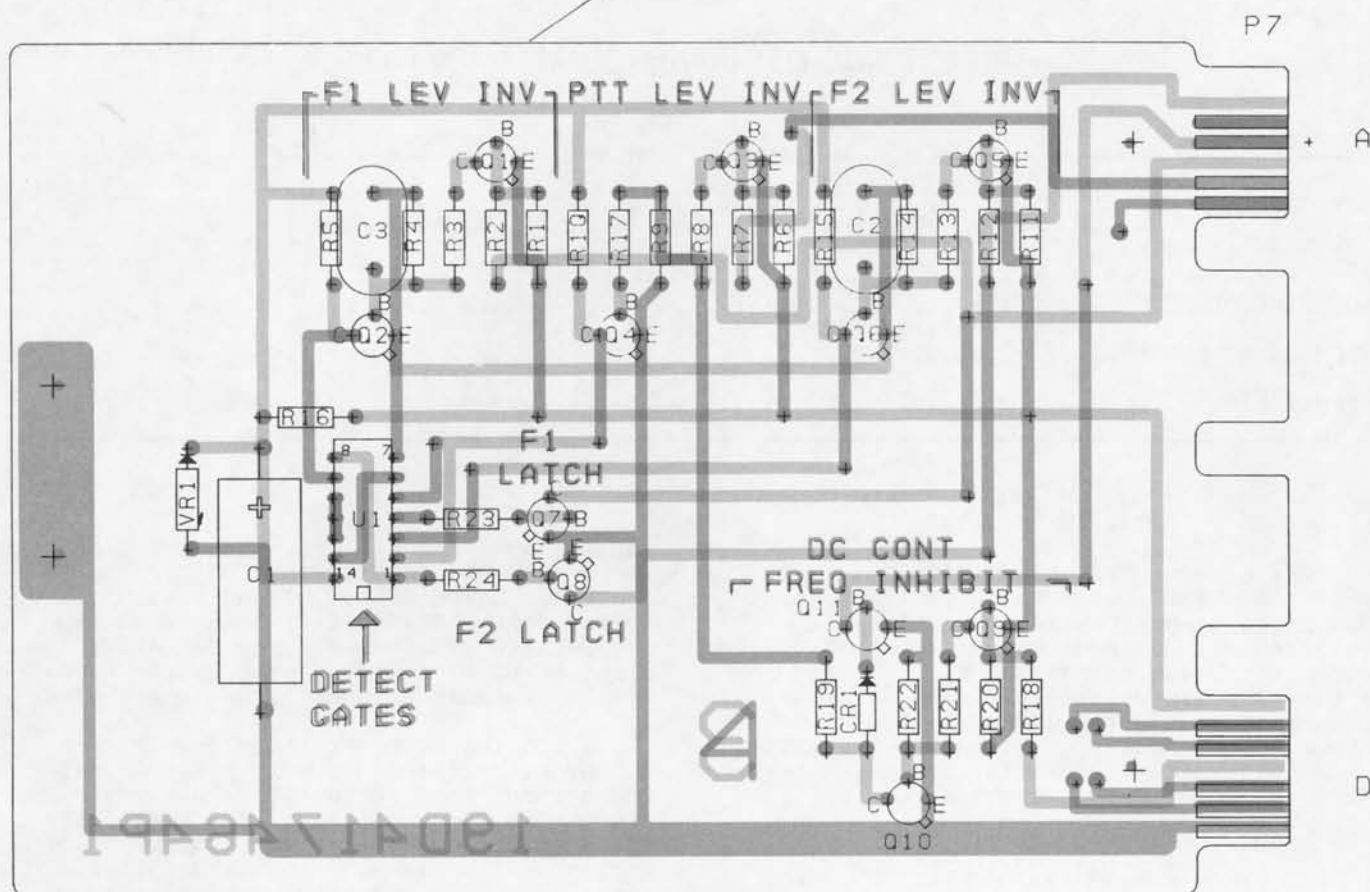 P7
F1 LEV INV
PTT LEV INV
F2 LEV INV
B
C Q1 E
B
C Q3 E
B
C Q5 E
+ A
R5
C3
R4
R3
R2
R1
R10
R17
R9
R8
R7
R6
R15
C2
R14
R13
R12
R11
B
C Q2 E
B
C Q4 E
B
C Q6 E
R16
8 7
F1
LATCH
VR1
+
U1
R23
C
Q7 B
E
C1
14 1
R24
E
B Q8
C
F2 LATCH
DC CONT
FREQ INHIBIT
Q11
B
C E
B
C Q9 E
DETECT
GATES
R19
CR1
R22
R21
R20
R18
B
C E
Q10
D
19D417464P1